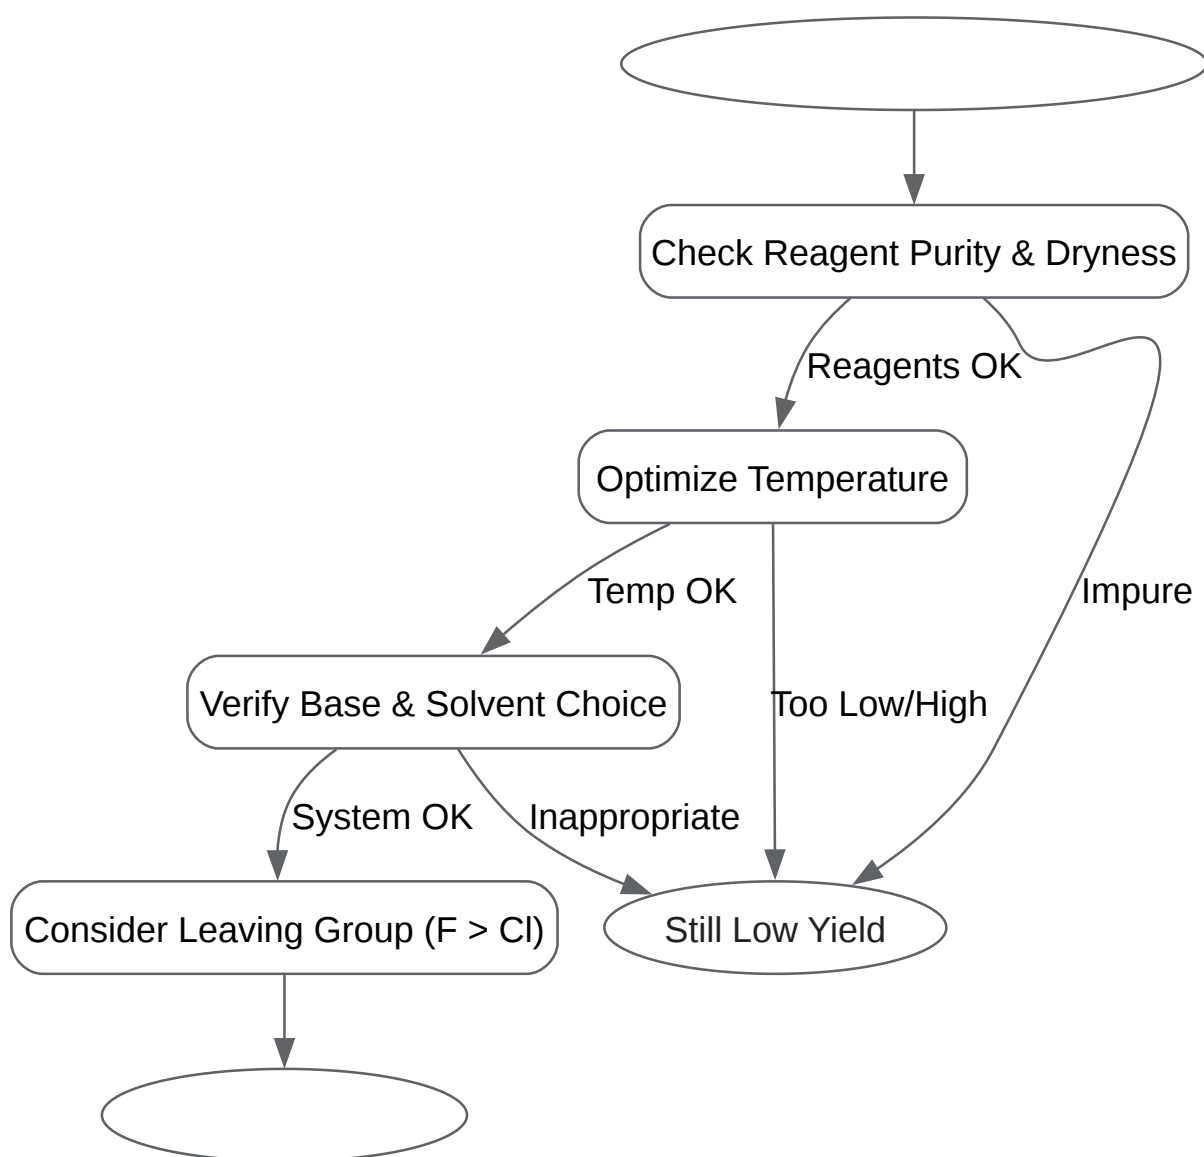 Check Reagent Purity & Dryness
Reagents OK
Optimize Temperature
Temp OK
Impure
Verify Base & Solvent Choice
Too Low/High
System OK
Inappropriate
Consider Leaving Group (F > Cl)
Still Low Yield